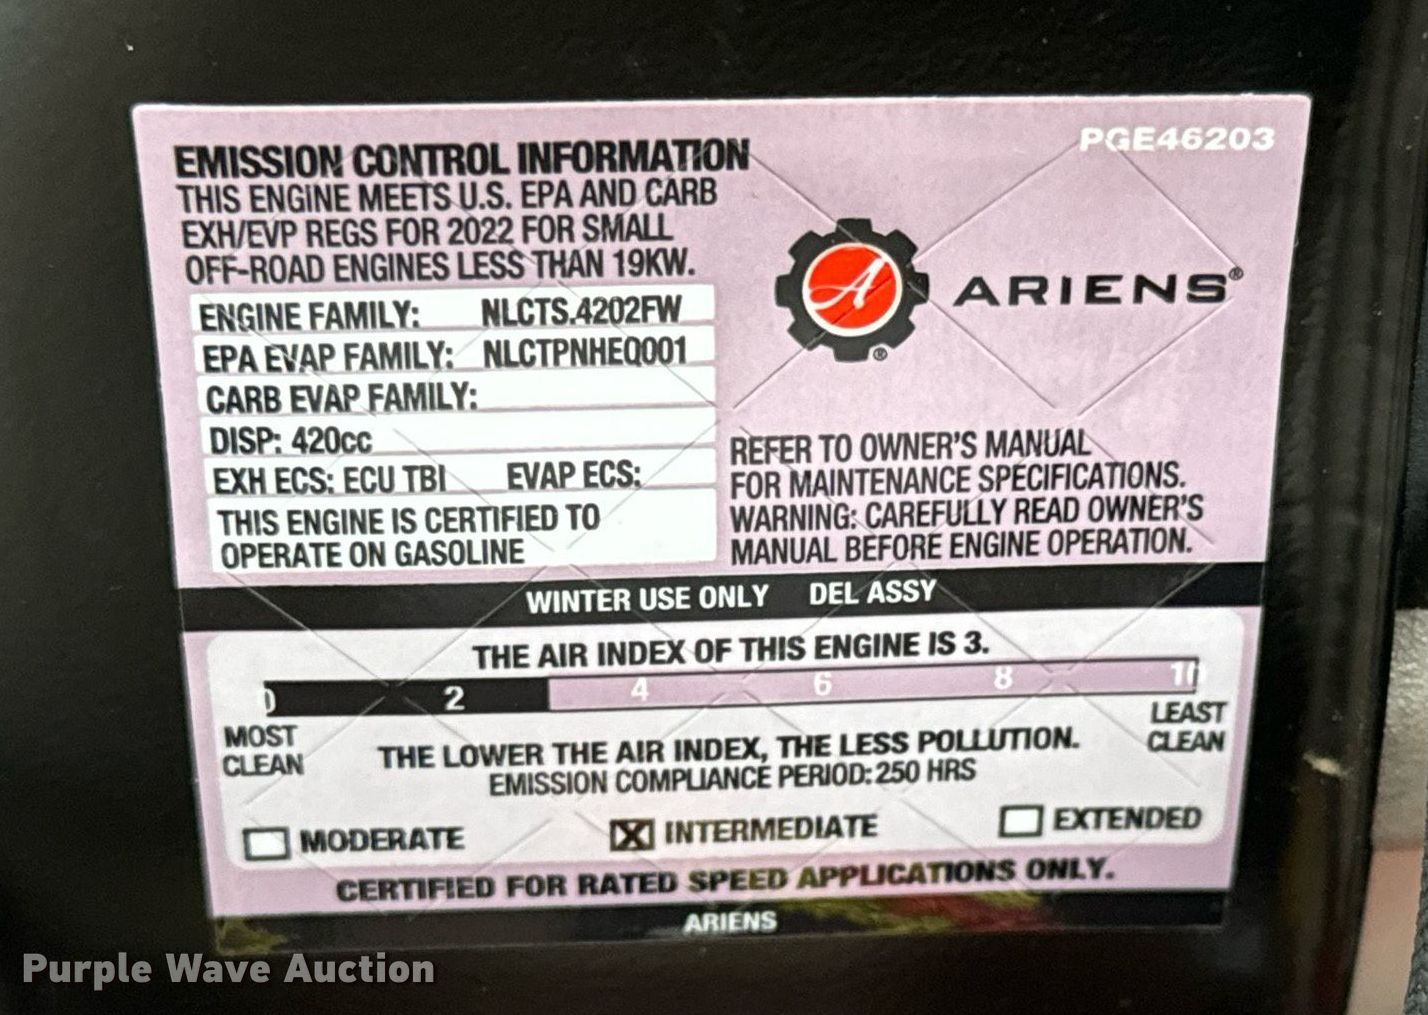 PGE46203
EMISSION CONTROL INFORMATION
THIS ENGINE MEETS U.S. EPA AND CARB
EXH/EVP REGS FOR 2022 FOR SMALL
OFF-ROAD ENGINES LESS THAN 19KW.
ENGINE FAMILY: NLCTS.4202FW
EPA EVAP FAMILY: NLCTPNHEQ001
CARB EVAP FAMILY:
DISP: 420cc
EXH ECS: ECU TBI EVAP ECS:
THIS ENGINE IS CERTIFIED TO
OPERATE ON GASOLINE
A ® ARIENS®
REFER TO OWNER'S MANUAL
FOR MAINTENANCE SPECIFICATIONS.
WARNING: CAREFULLY READ OWNER'S
MANUAL BEFORE ENGINE OPERATION.
WINTER USE ONLY DEL ASSY
THE AIR INDEX OF THIS ENGINE IS 3.
0 2 4 6 8 10
MOST
CLEAN
LEAST
CLEAN
THE LOWER THE AIR INDEX, THE LESS POLLUTION.
EMISSION COMPLIANCE PERIOD: 250 HRS
MODERATE X INTERMEDIATE EXTENDED
CERTIFIED FOR RATED SPEED APPLICATIONS ONLY.
ARIENS
Purple Wave Auction